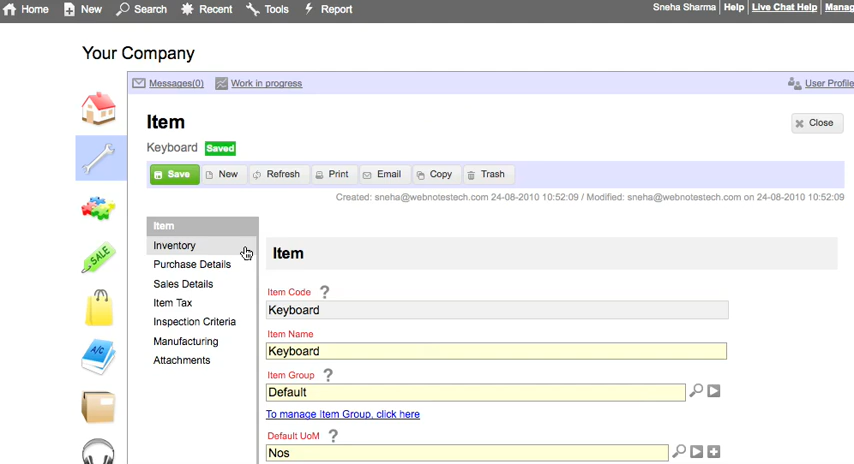 Home New Search Recent Tools Report Sneha Sharma Help Live Chat Help Manag
Your Company
Messages(0) Work in progress User Profile
Item
Close
Keyboard Saved
Save New Refresh Print Email Copy Trash
Created: sneha@webnotestech.com 24-08-2010 10:52:09 / Modified: sneha@webnotestech.com on 24-08-2010 10:52:09
Item
Inventory
Purchase Details
Sales Details
Item Tax
Inspection Criteria
Manufacturing
Attachments
SALE
A/C
Item
Item Code ?
Keyboard
Item Name
Keyboard
Item Group ?
Default
To manage Item Group, click here
Default UoM ?
Nos